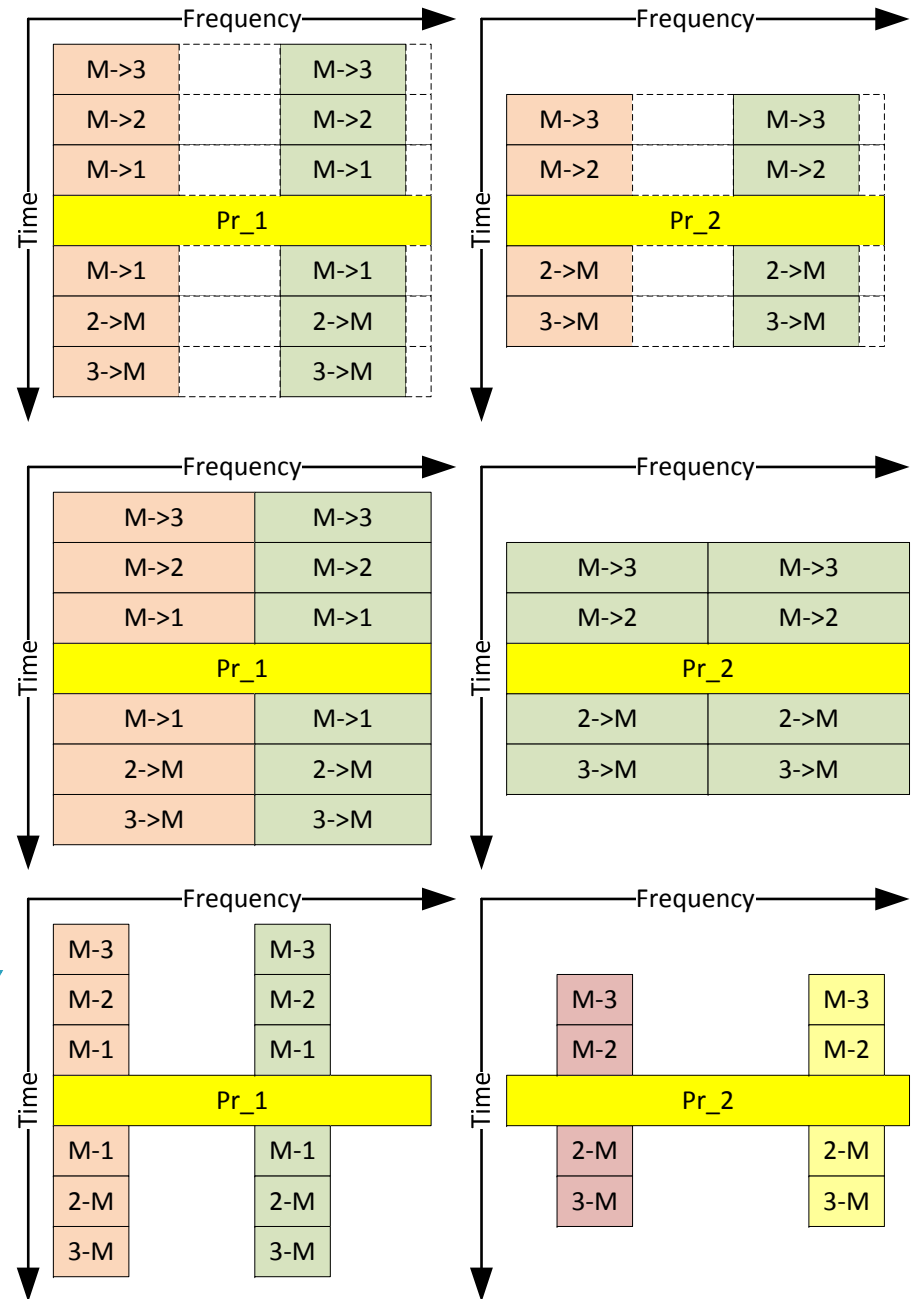 Frequency
Time
M->3 M->3
M->2 M->2
M->1 M->1
Pr_1
M->1 M->1
2->M 2->M
3->M 3->M
Frequency
Time
M->3 M->3
M->2 M->2
Pr_2
2->M 2->M
3->M 3->M
Frequency
Time
M->3 M->3
M->2 M->2
M->1 M->1
Pr_1
M->1 M->1
2->M 2->M
3->M 3->M
Frequency
Time
M->3 M->3
M->2 M->2
Pr_2
2->M 2->M
3->M 3->M
Frequency
Time
M-3 M-3
M-2 M-2
M-1 M-1
Pr_1
M-1 M-1
2-M 2-M
3-M 3-M
Frequency
Time
M-3 M-3
M-2 M-2
Pr_2
2-M 2-M
3-M 3-M